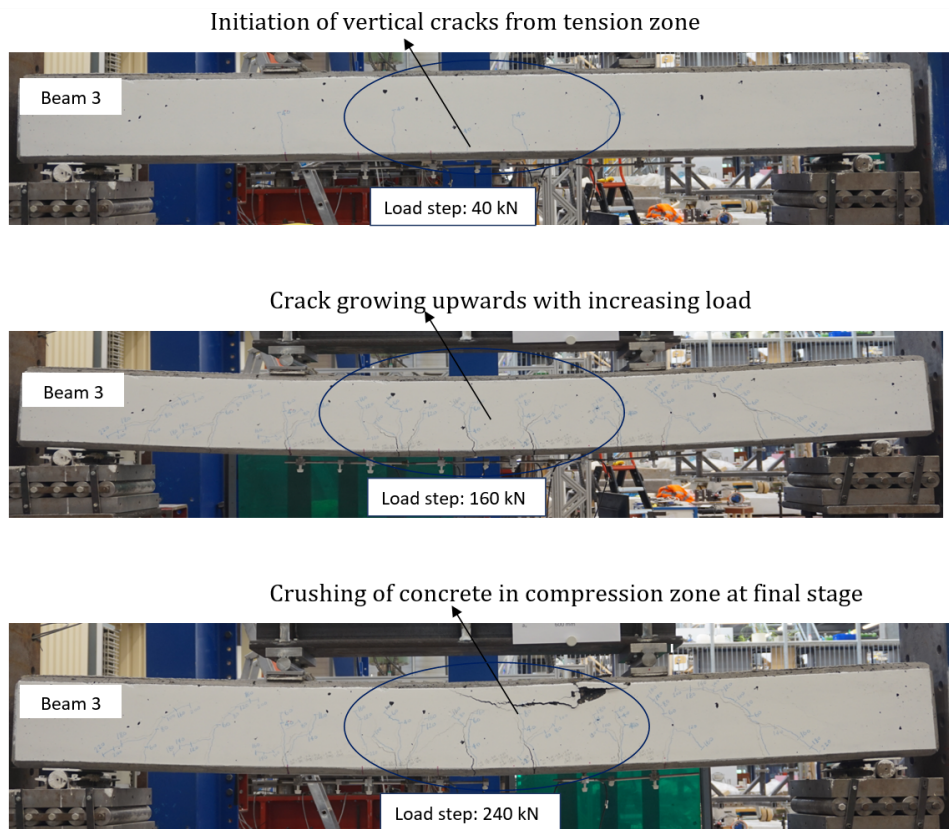 Initiation of vertical cracks from tension zone
Beam 3
Load step: 40 kN
Crack growing upwards with increasing load
Beam 3
Load step: 160 kN
Crushing of concrete in compression zone at final stage
Beam 3
Load step: 240 kN